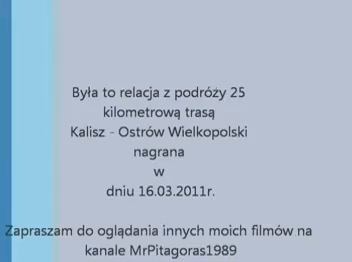 Była to relacja z podróży 25
kilometrową trasą
Kalisz - Ostrów Wielkopolski
nagrana
w
dniu 16.03.2011r.
Zapraszam do oglądania innych moich filmów na
kanale MrPitagoras1989